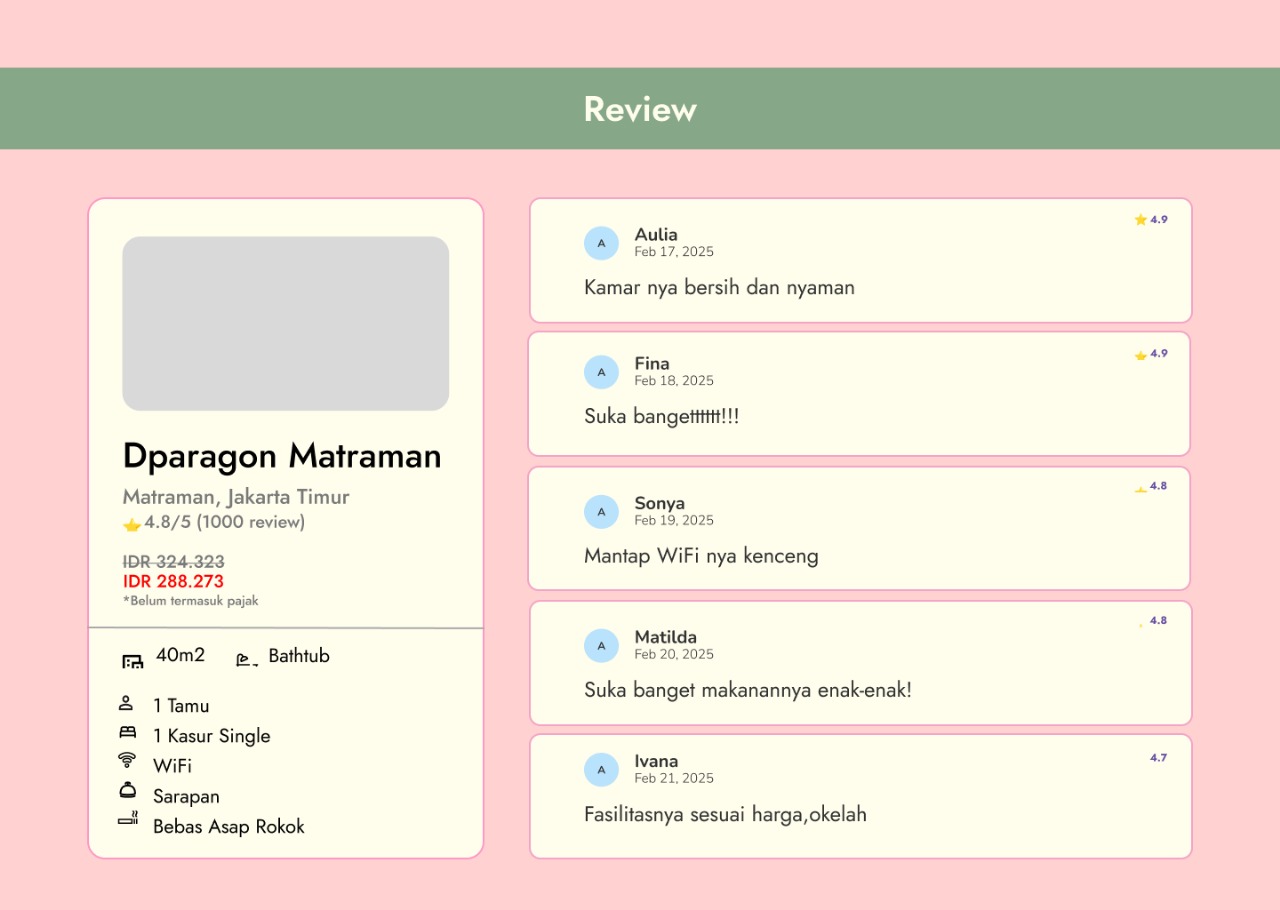 Review
Dparagon Matraman
Matraman, Jakarta Timur
4.8/5 (1000 review)
IDR 324.323
IDR 288.273
*Belum termasuk pajak
40m2 Bathtub
1 Tamu
1 Kasur Single
WiFi
Sarapan
Bebas Asap Rokok
4.9
A Aulia
Feb 17, 2025
Kamar nya bersih dan nyaman
4.9
A Fina
Feb 18, 2025
Suka bangettttttt!!!
4.8
A Sonya
Feb 19, 2025
Mantap WiFi nya kenceng
4.8
A Matilda
Feb 20, 2025
Suka banget makanannya enak-enak!
4.7
A Ivana
Feb 21, 2025
Fasilitasnya sesuai harga,okelah